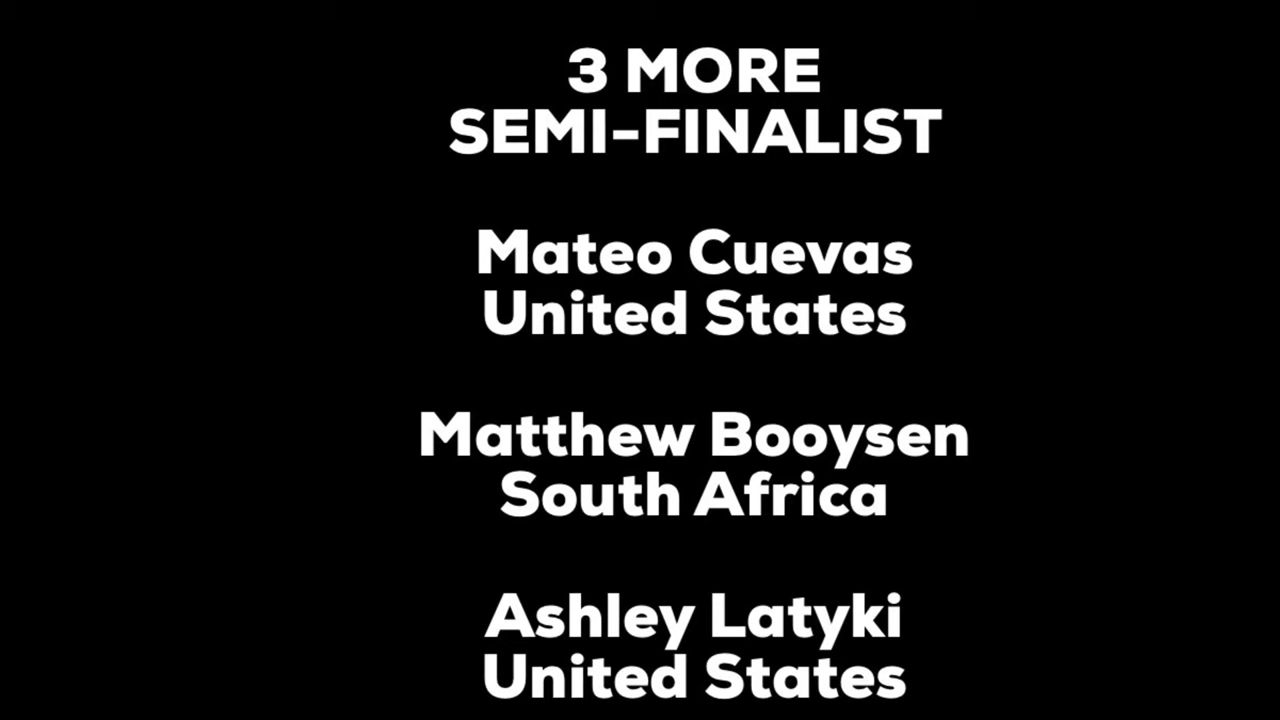 3 MORE
SEMI-FINALIST
Mateo Cuevas
United States
Matthew Booysen
South Africa
Ashley Latyki
United States